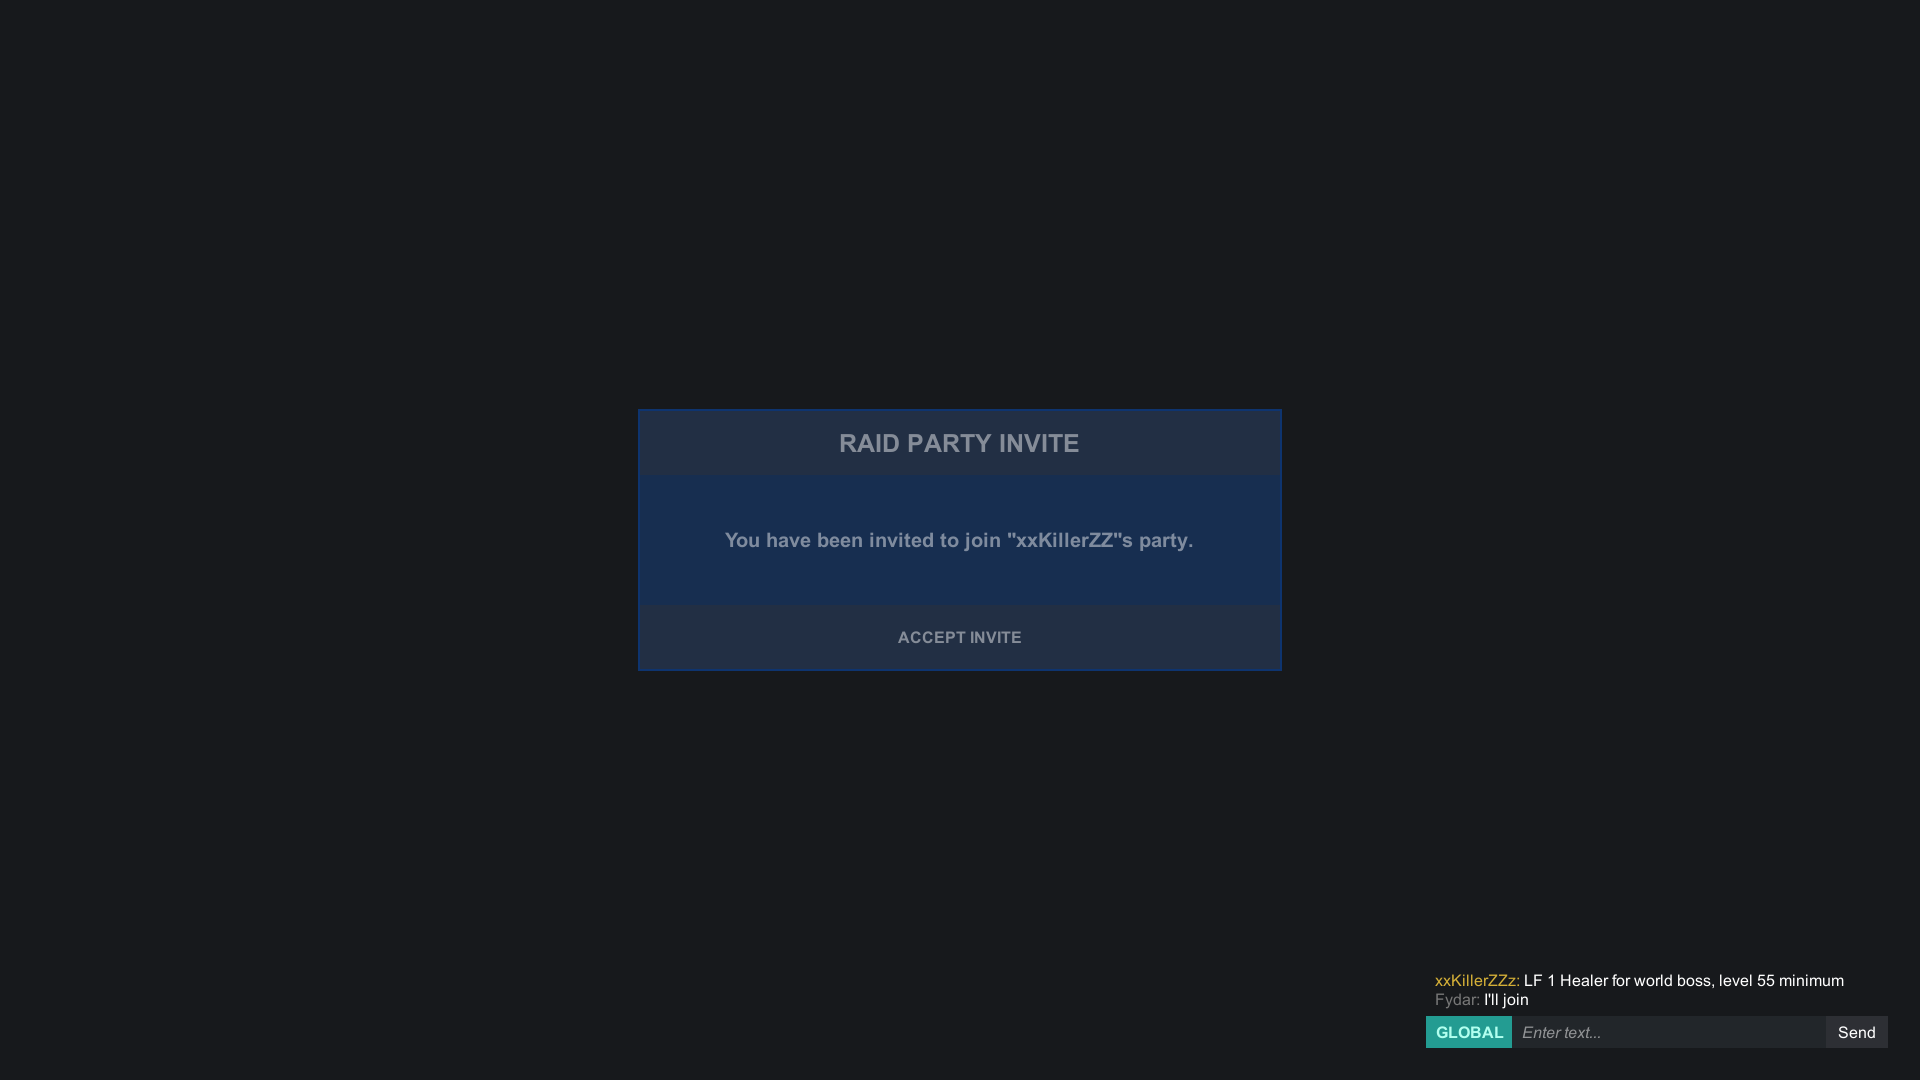 RAID PARTY INVITE
You have been invited to join "xxKillerZZ"s party.
ACCEPT INVITE
xxKillerZZz: LF 1 Healer for world boss, level 55 minimum
Fydar: I'll join
GLOBAL Enter text... Send